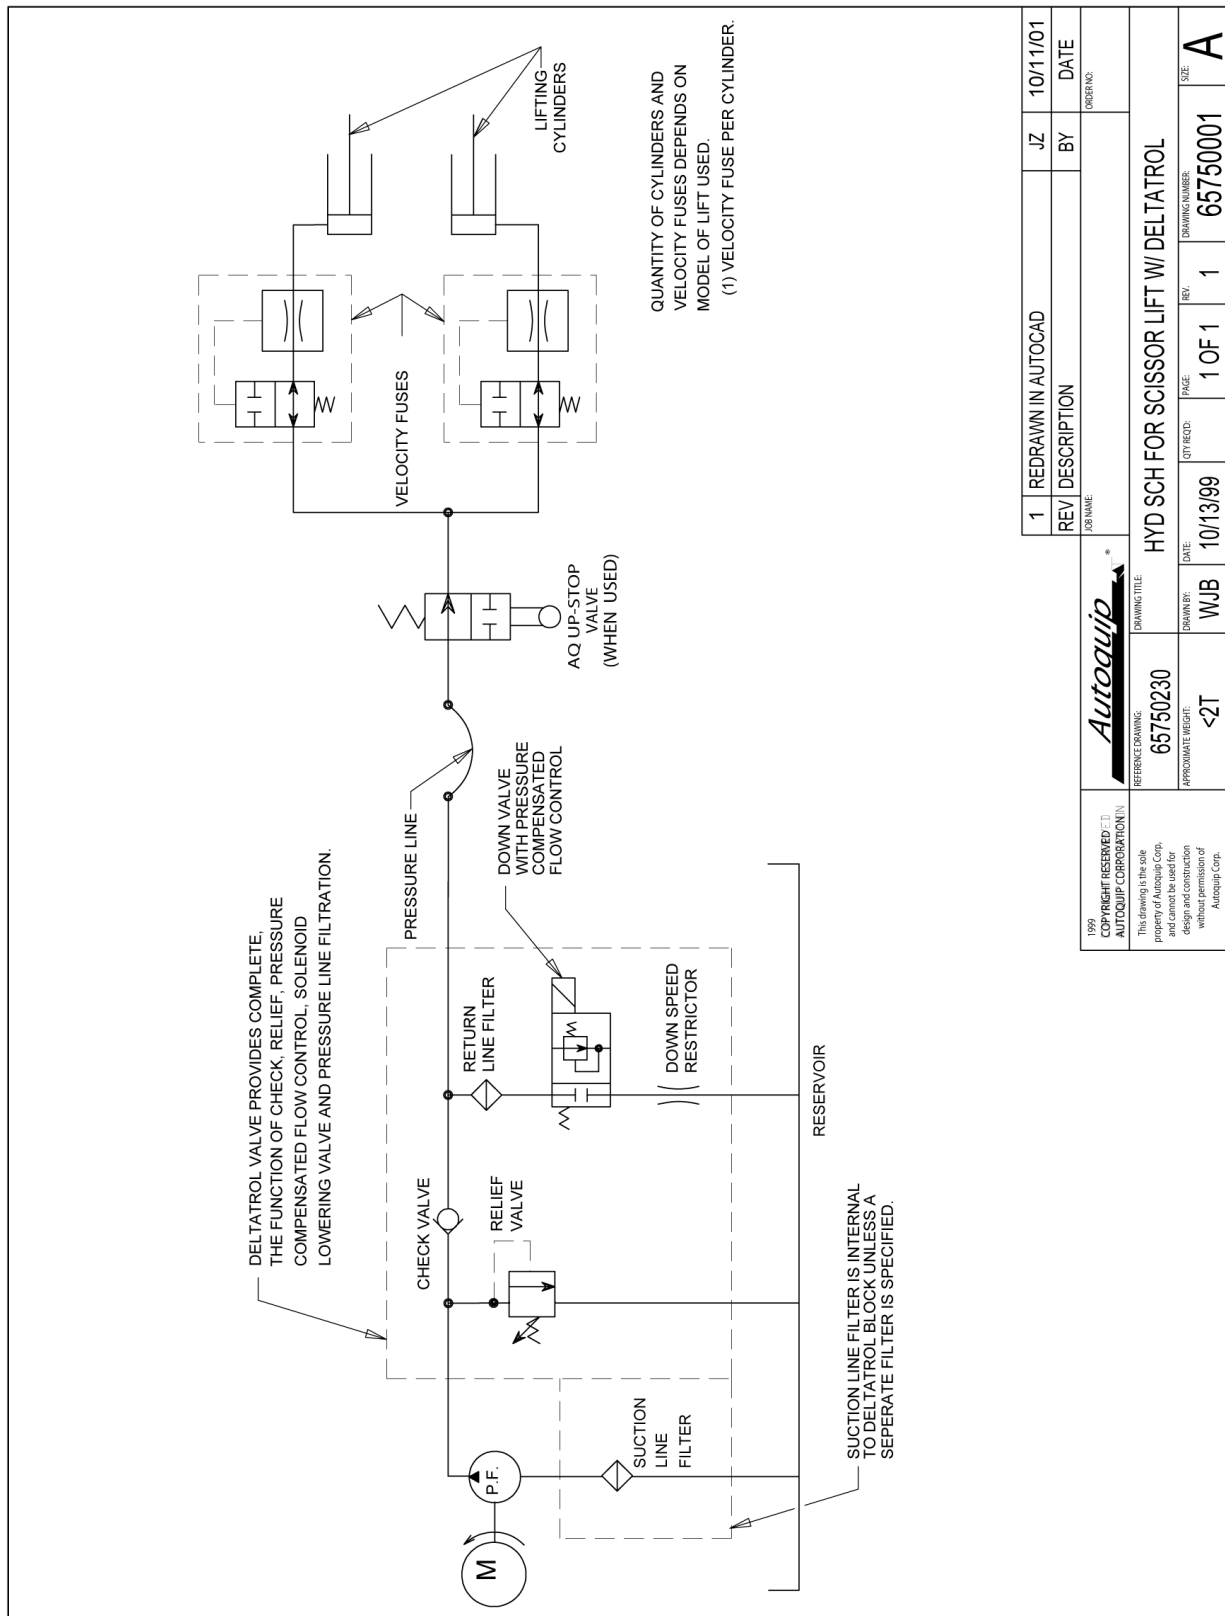 DELTATROL VALVE PROVIDES COMPLETE,
THE FUNCTION OF CHECK, RELIEF, PRESSURE
COMPENSATED FLOW CONTROL, SOLENOID
LOWERING VALVE AND PRESSURE LINE FILTRATION.
M
P.F.
SUCTION
LINE
FILTER
CHECK VALVE
RELIEF
VALVE
RETURN
LINE FILTER
PRESSURE LINE
DOWN VALVE
WITH PRESSURE
COMPENSATED
FLOW CONTROL
DOWN SPEED
RESTRICTOR
RESERVOIR
SUCTION LINE FILTER IS INTERNAL
TO DELTATROL BLOCK UNLESS A
SEPERATE FILTER IS SPECIFIED.
AQ UP-STOP
VALVE
(WHEN USED)
VELOCITY FUSES
LIFTING
CYLINDERS
QUANTITY OF CYLINDERS AND
VELOCITY FUSES DEPENDS ON
MODEL OF LIFT USED.
(1) VELOCITY FUSE PER CYLINDER.
1 REDRAWN IN AUTOCAD JZ 10/11/01
REV DESCRIPTION BY DATE
1999
COPYRIGHT RESERVED
AUTOQUIP CORPORATION
This drawing is the sole
property of Autoquip Corp,
and cannot be used for
design and construction
without permission of
Autoquip Corp.
Autoquip ®
JOB NAME: ORDER NO:
REFERENCE DRAWING:
65750230
DRAWING TITLE:
HYD SCH FOR SCISSOR LIFT W/ DELTATROL
APPROXIMATE WEIGHT: DRAWN BY: DATE: QTY REQ'D: PAGE: REV. DRAWING NUMBER: SIZE:
<2T WJB 10/13/99 1 OF 1 1 65750001 A